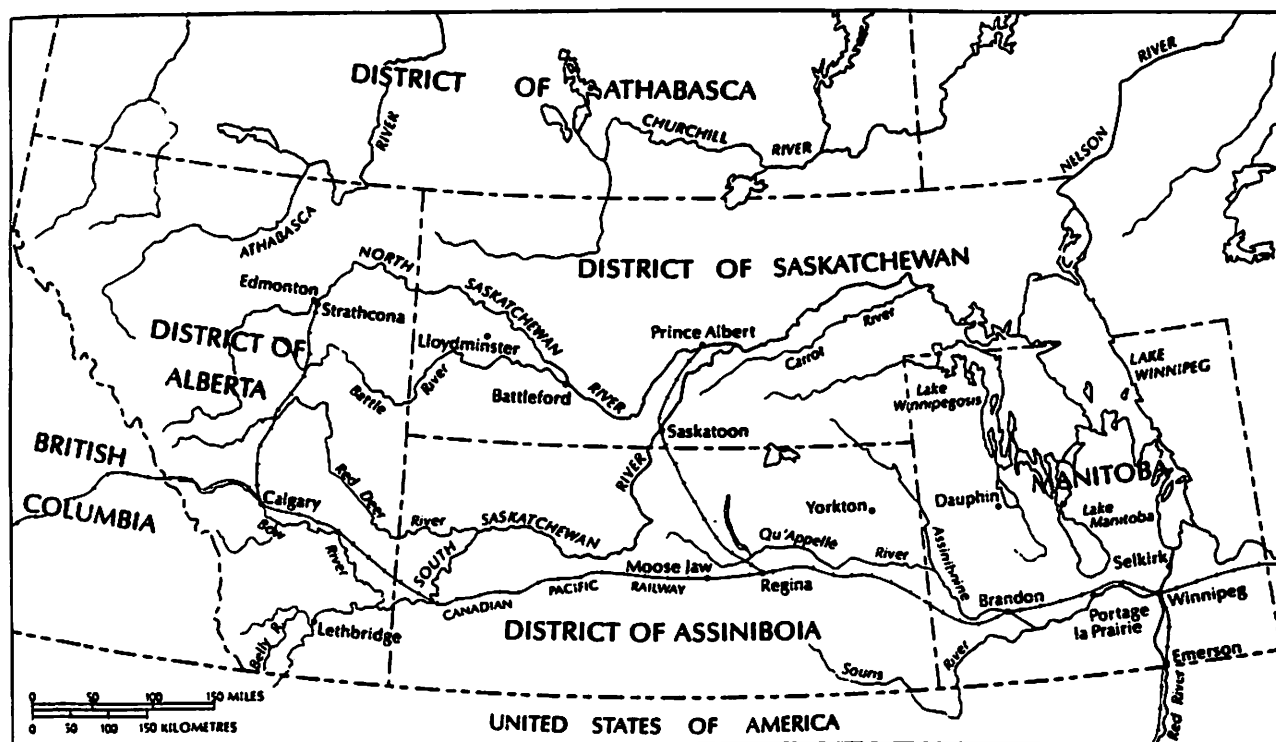 DISTRICT OF ATHABASCA
RIVER
CHURCHILL RIVER
NELSON RIVER
ATHABASCA RIVER
NORTH SASKATCHEWAN RIVER
DISTRICT OF SASKATCHEWAN
Edmonton
Strathcona
DISTRICT OF
ALBERTA
Lloydminster
Prince Albert
Carrot River
Battle River
Battleford
LAKE
WINNIPEG
Lake
Winnipegosis
Saskatoon
BRITISH
COLUMBIA
MANITOBA
Calgary
Red Deer River
SOUTH SASKATCHEWAN RIVER
Yorkton
Dauphin
Lake
Manitoba
Bow River
Qu'Appelle River
Assiniboine
Selkirk
Moose Jaw
CANADIAN PACIFIC RAILWAY
Regina
Brandon
Winnipeg
Portage
la Prairie
Belly R.
Lethbridge
DISTRICT OF ASSINIBOIA
Souris River
Emerson
Red River
0 50 100 150 MILES
0 50 100 150 KILOMETRES
UNITED STATES OF AMERICA